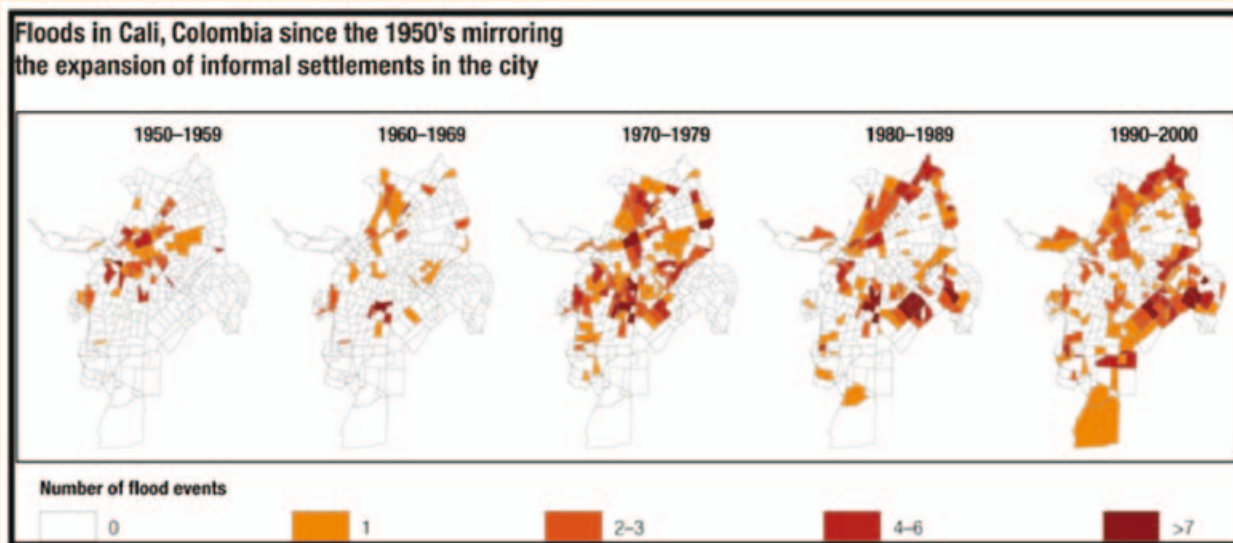 Floods in Cali, Colombia since the 1950's mirroring
the expansion of informal settlements in the city
1950–1959 1960–1969 1970–1979 1980–1989 1990–2000
Number of flood events
0 1 2–3 4–6 >7